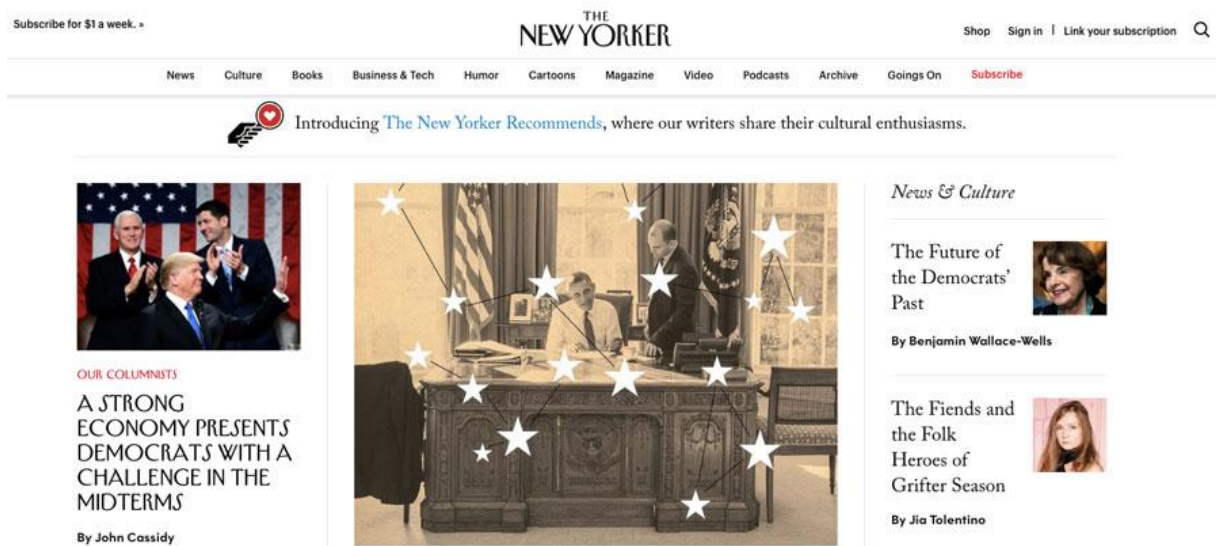 Subscribe for $1 a week. »
THE
NEW YORKER
Shop Sign in | Link your subscription
News Culture Books Business & Tech Humor Cartoons Magazine Video Podcasts Archive Goings On Subscribe
Introducing The New Yorker Recommends, where our writers share their cultural enthusiasms.
OUR COLUMNISTS
A STRONG
ECONOMY PRESENTS
DEMOCRATS WITH A
CHALLENGE IN THE
MIDTERMS
By John Cassidy
News & Culture
The Future of
the Democrats'
Past
By Benjamin Wallace-Wells
The Fiends and
the Folk
Heroes of
Grifter Season
By Jia Tolentino